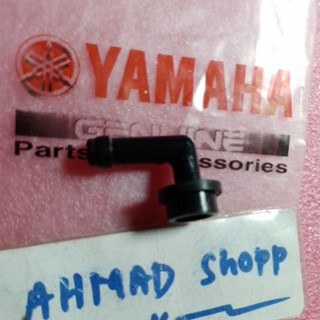 YAMAHA
GENUINE
Parts & Accessories
AHMAD Shopp